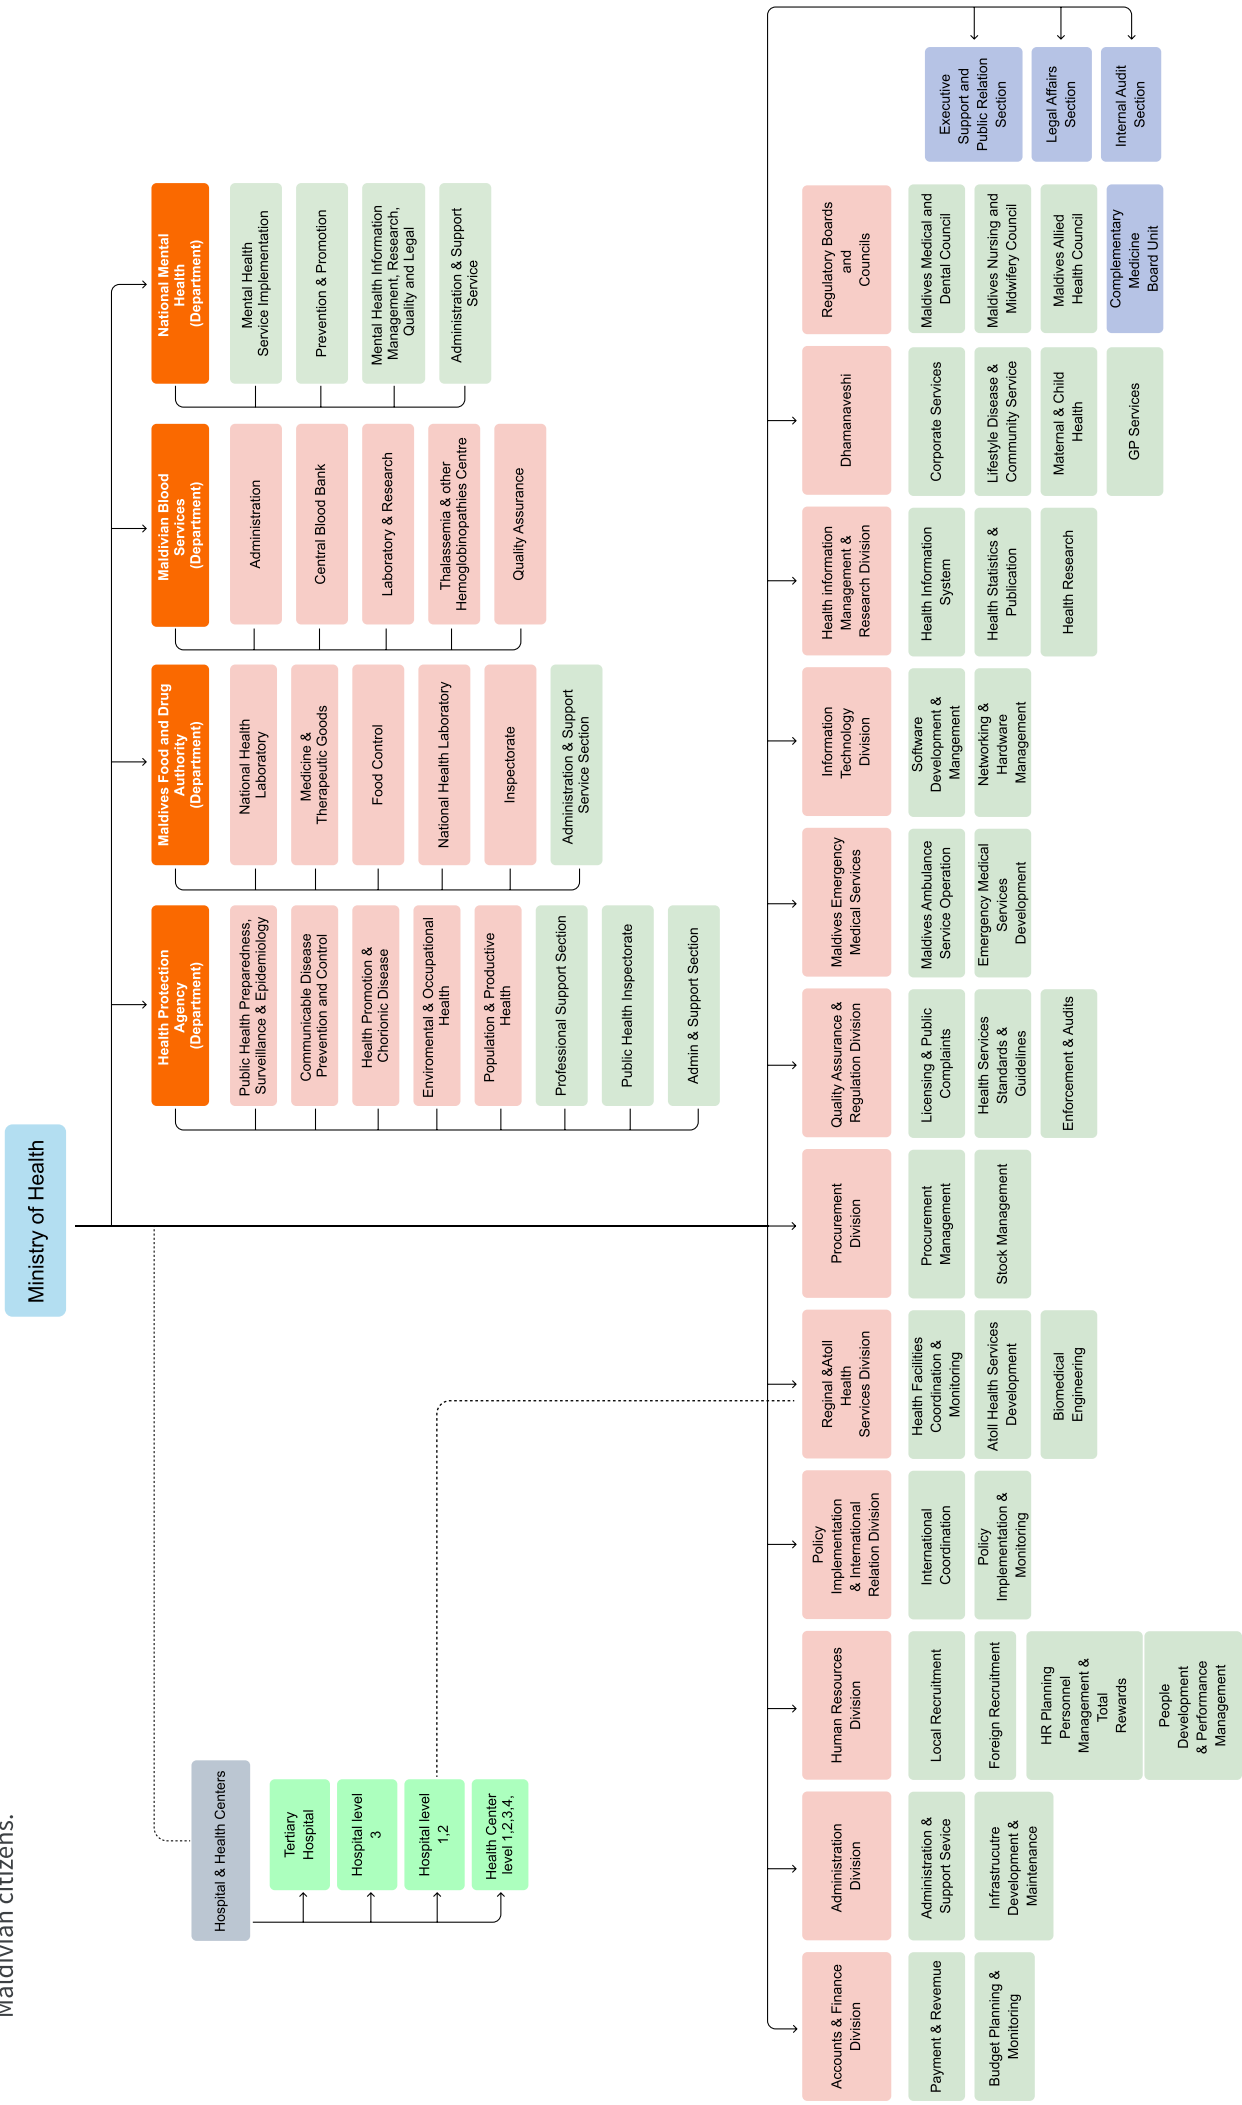 Maldivian citizens.
Ministry of Health
Hospital & Health Centers
Tertiary
Hospital
Hospital level
3
Hospital level
1,2
Health Center
level 1,2,3,4,
Health Protection
Agency
(Department)
Public Health Preparedness,
Surveillance & Epidemiology
Communicable Disease
Prevention and Control
Health Promotion &
Chorionic Disease
Enviromental & Occupational
Health
Population & Productive
Health
Professional Support Section
Public Health Inspectorate
Admin & Support Section
Maldives Food and Drug
Authority
(Department)
National Health
Laboratory
Medicine &
Therapeutic Goods
Food Control
National Health Laboratory
Inspectorate
Administration & Support
Service Section
Maldivian Blood
Services
(Department)
Administration
Central Blood Bank
Laboratory & Research
Thalassemia & other
Hemoglobinopathies Centre
Quality Assurance
National Mental
Health
(Department)
Mental Health
Service Implementation
Prevention & Promotion
Mental Health Information
Management, Research,
Quality and Legal
Administration & Support
Service
Accounts & Finance
Division
Payment & Revenue
Budget Planning &
Monitoring
Administration
Division
Administration &
Support Sevice
Infrastrucutre
Development &
Maintenance
Human Resources
Division
Local Recruitment
Foreign Recruitment
HR Planning
Personnel
Management &
Total
Rewards
People
Development
& Performance
Management
Policy
Implementation
& International
Relation Division
International
Coordination
Policy
Implementation &
Monitoring
Reginal &Atoll
Health
Services Division
Health Facilities
Coordination &
Monitoring
Atoll Health Services
Development
Biomedical
Engineering
Procurement
Division
Procurement
Management
Stock Management
Quality Assurance &
Regulation Division
Licensing & Public
Complaints
Health Services
Standards &
Guidelines
Enforcement & Audits
Maldives Emergency
Medical Services
Maldives Ambulance
Service Operation
Emergency Medical
Services
Development
Information
Technology
Division
Software
Development &
Mangement
Networking &
Hardware
Management
Health information
Management &
Research Division
Health Information
System
Health Statistics &
Publication
Health Research
Dhamanaveshi
Corporate Services
Lifestyle Disease &
Community Service
Maternal & Child
Health
GP Services
Regulatory Boards
and
Councils
Maldives Medical and
Dental Council
Maldives Nursing and
Midwifery Council
Maldives Allied
Health Council
Complementary
Medicine
Board Unit
Executive
Support and
Public Relation
Section
Legal Affairs
Section
Internal Audit
Section